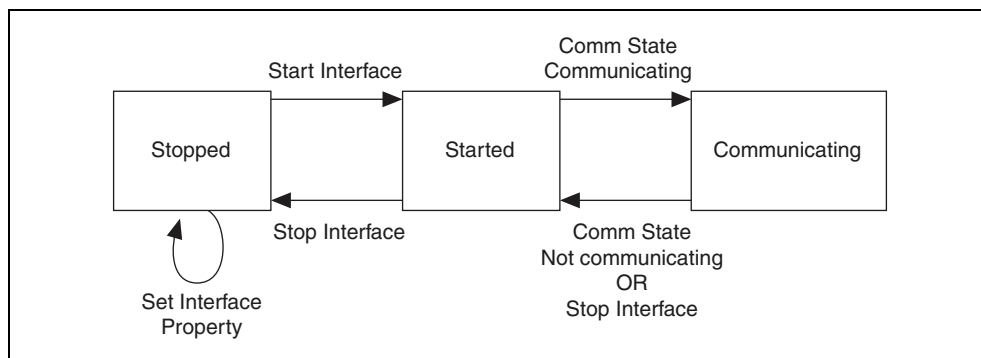 Start Interface
Comm State
Communicating
Stopped
Started
Communicating
Stop Interface
Comm State
Not communicating
OR
Stop Interface
Set Interface
Property